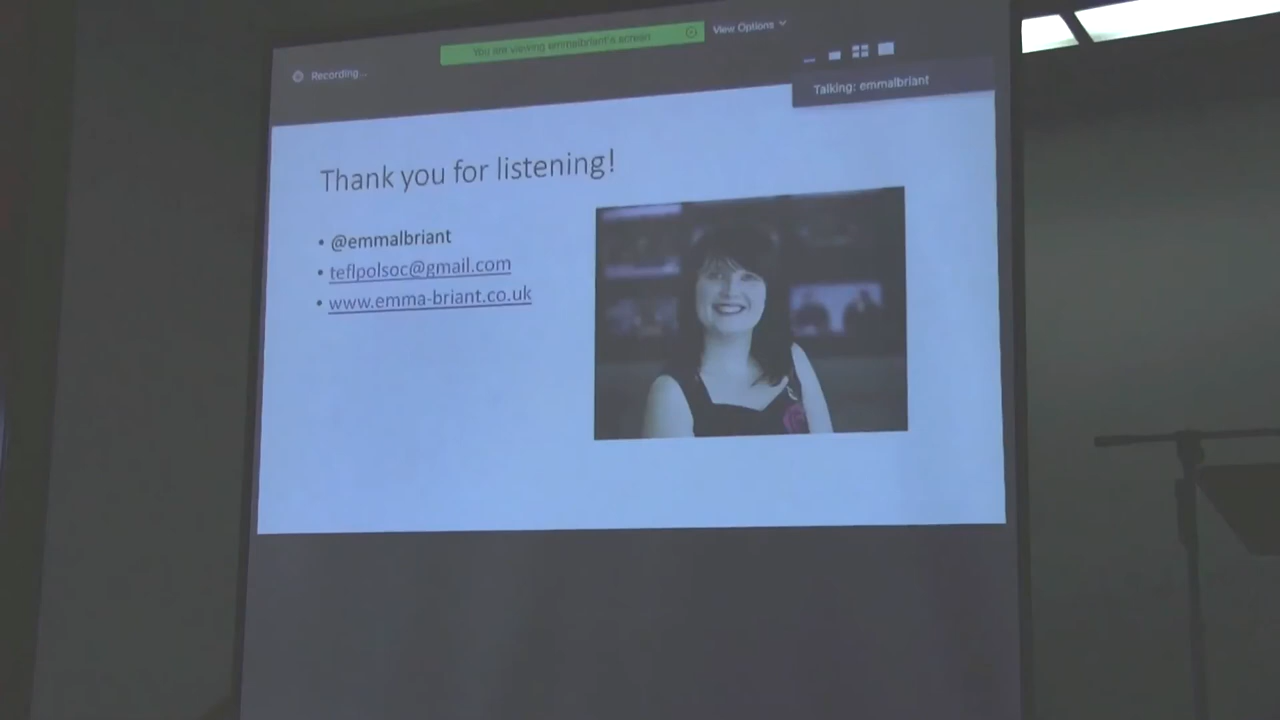 You are viewing emmalbriant's screen
View Options
Recording...
Talking: emmalbriant
Thank you for listening!
• @emmalbriant
• teflpolsoc@gmail.com
• www.emma-briant.co.uk